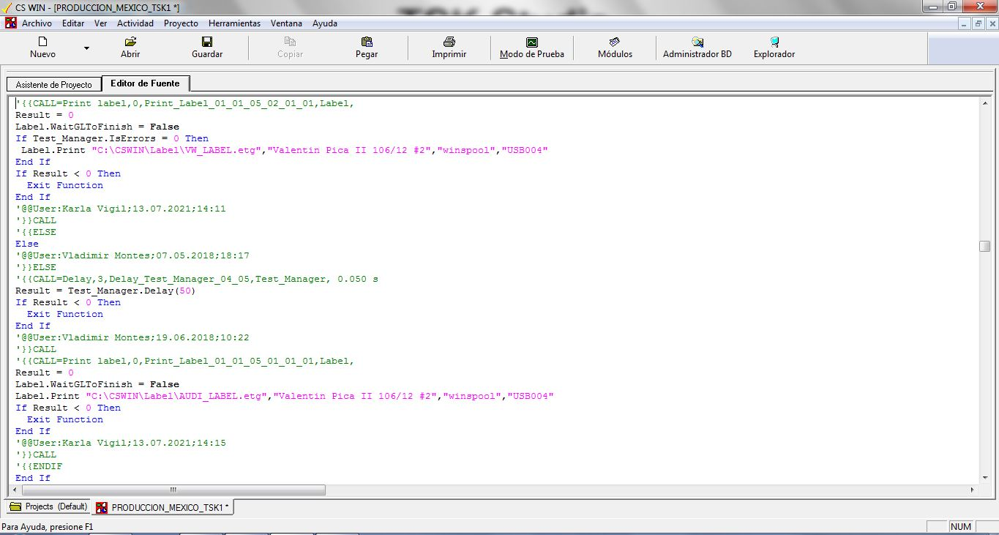 CS WIN - [PRODUCCION_MEXICO_TSK1 *]
Archivo Editar Ver Actividad Proyecto Herramientas Ventana Ayuda
Nuevo Abrir Guardar Copiar Pegar Imprimir Modo de Prueba Módulos Administrador BD Explorador
Asistente de Proyecto Editor de Fuente
'{{CALL=Print label,0,Print_Label_01_01_05_02_01_01,Label,
Result = 0
Label.WaitGLToFinish = False
If Test_Manager.IsErrors = 0 Then
Label.Print "C:\CSWIN\Label\VW_LABEL.etg","Valentin Pica II 106/12 #2","winspool","USB004"
End If
If Result < 0 Then
Exit Function
End If
'@@User:Karla Vigil;13.07.2021;14:11
'}}CALL
'{{ELSE
Else
'@@User:Vladimir Montes;07.05.2018;18:17
'}}ELSE
'{{CALL=Delay,3,Delay_Test_Manager_04_05,Test_Manager, 0.050 s
Result = Test_Manager.Delay(50)
If Result < 0 Then
Exit Function
End If
'@@User:Vladimir Montes;19.06.2018;10:22
'}}CALL
'{{CALL=Print label,0,Print_Label_01_01_05_01_01_01,Label,
Result = 0
Label.WaitGLToFinish = False
Label.Print "C:\CSWIN\Label\AUDI_LABEL.etg","Valentin Pica II 106/12 #2","winspool","USB004"
If Result < 0 Then
Exit Function
End If
'@@User:Karla Vigil;13.07.2021;14:15
'}}CALL
'{{ENDIF
End If
Projects (Default) PRODUCCION_MEXICO_TSK1 *
Para Ayuda, presione F1 NUM